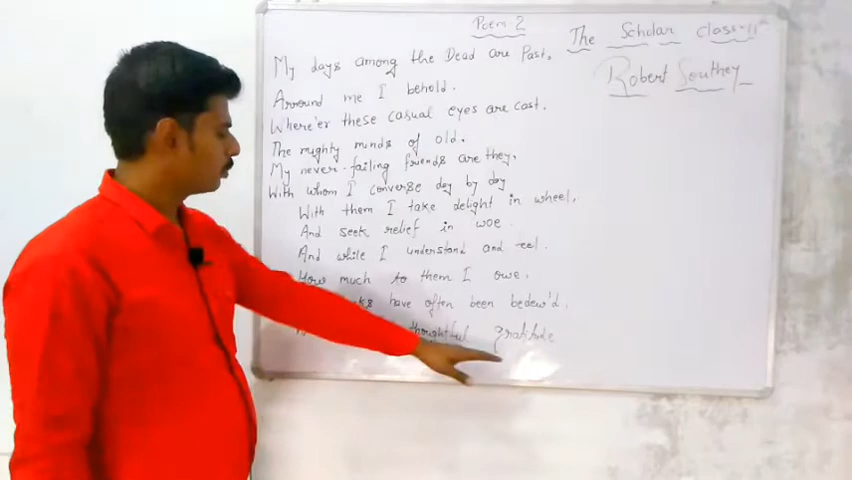 Poem-2 The Scholar class-11th
Robert Southey
My days among the Dead are Past,
Arround me I behold.
Where'er these casual eyes are cast.
The mighty minds of old.
My never-failing friends are they,
With whom I converse day by day
With them I take delight in wheel,
And seek relief in woe.
And while I understand and eel.
How much to them I owe.
have often been bedew'd.
thoughtful gratitude